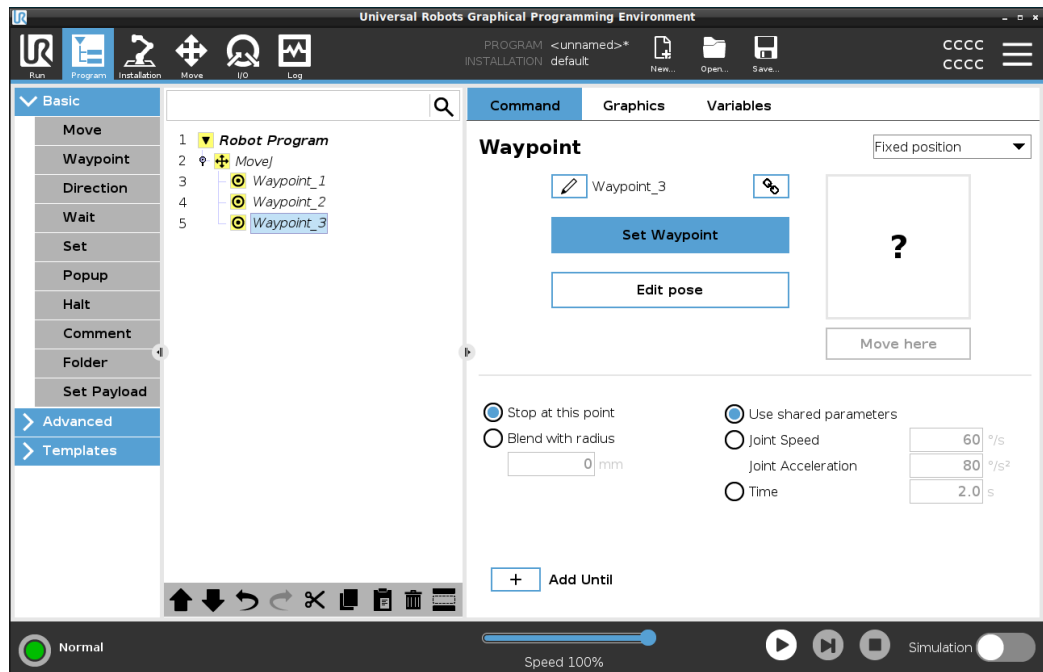 Universal Robots Graphical Programming Environment
UR
Run
Program
Installation
Move
I/O
Log
PROGRAM <unnamed>*
INSTALLATION default
New...
Open...
Save...
CCCC
CCCC
Basic
Move
Waypoint
Direction
Wait
Set
Popup
Halt
Comment
Folder
Set Payload
Advanced
Templates
1 Robot Program
2 MoveJ
3 Waypoint_1
4 Waypoint_2
5 Waypoint_3
Command Graphics Variables
Waypoint
Fixed position
Waypoint_3
Set Waypoint
Edit pose
?
Move here
Stop at this point
Blend with radius
0 mm
Use shared parameters
Joint Speed 60 °/s
Joint Acceleration 80 °/s²
Time 2.0 s
+ Add Until
Normal
Speed 100%
Simulation